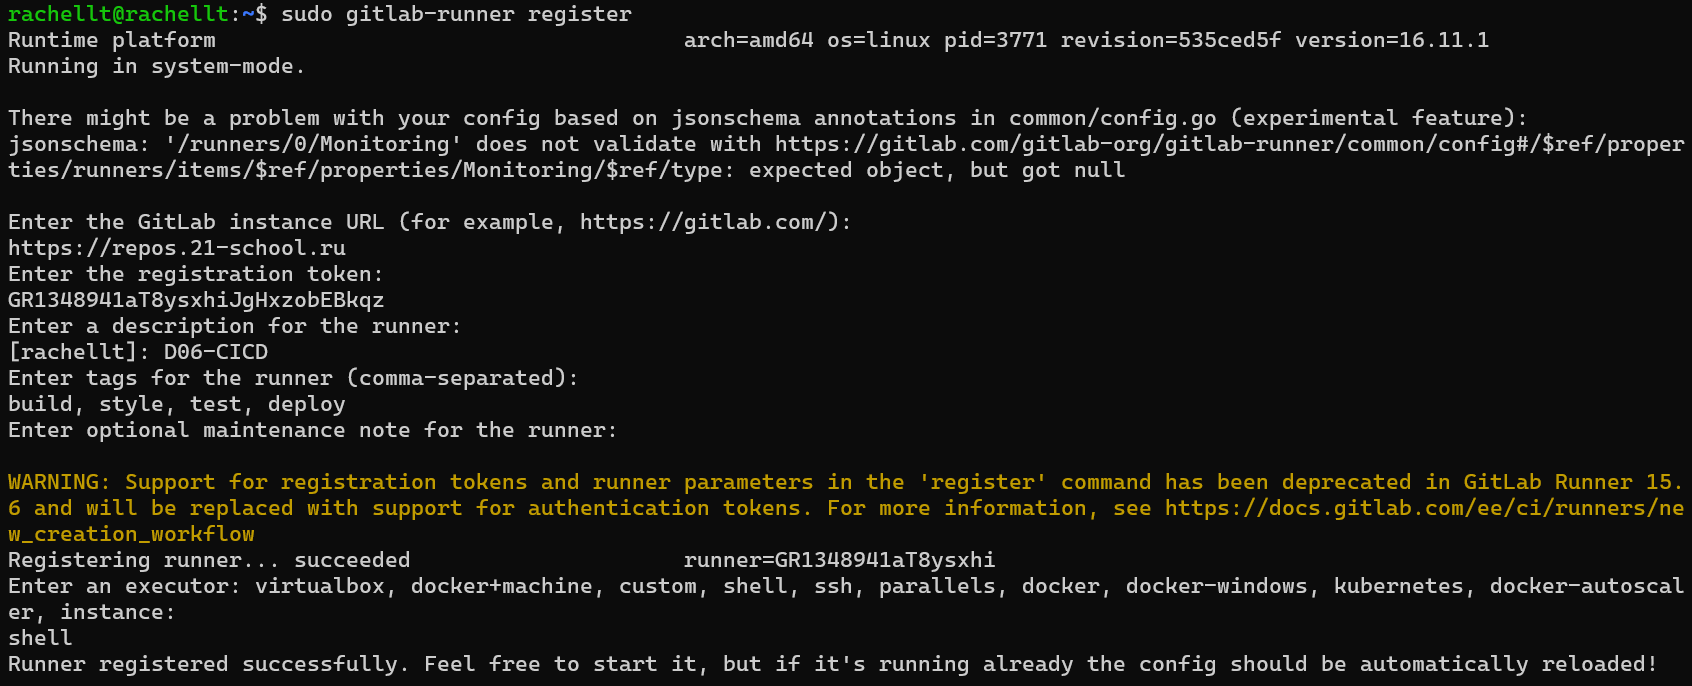 rachellt@rachellt:~$ sudo gitlab-runner register
Runtime platform                                    arch=amd64 os=linux pid=3771 revision=535ced5f version=16.11.1
Running in system-mode.

There might be a problem with your config based on jsonschema annotations in common/config.go (experimental feature):
jsonschema: '/runners/0/Monitoring' does not validate with https://gitlab.com/gitlab-org/gitlab-runner/common/config#/$ref/proper
ties/runners/items/$ref/properties/Monitoring/$ref/type: expected object, but got null

Enter the GitLab instance URL (for example, https://gitlab.com/):
https://repos.21-school.ru
Enter the registration token:
GR1348941aT8ysxhiJgHxzobEBkqz
Enter a description for the runner:
[rachellt]: D06-CICD
Enter tags for the runner (comma-separated):
build, style, test, deploy
Enter optional maintenance note for the runner:

WARNING: Support for registration tokens and runner parameters in the 'register' command has been deprecated in GitLab Runner 15.
6 and will be replaced with support for authentication tokens. For more information, see https://docs.gitlab.com/ee/ci/runners/ne
w_creation_workflow
Registering runner... succeeded                     runner=GR1348941aT8ysxhi
Enter an executor: virtualbox, docker+machine, custom, shell, ssh, parallels, docker, docker-windows, kubernetes, docker-autoscal
er, instance:
shell
Runner registered successfully. Feel free to start it, but if it's running already the config should be automatically reloaded!